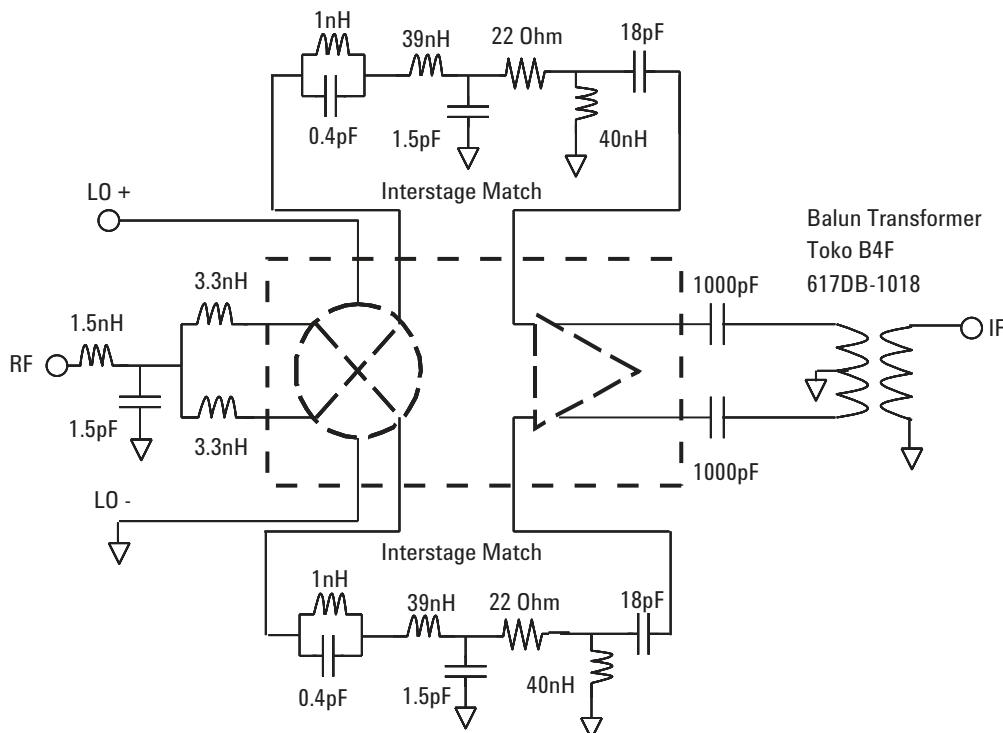 1nH
39nH
22 Ohm
18pF
0.4pF
1.5pF
40nH
Interstage Match
LO +
Balun Transformer
Toko B4F
617DB-1018
3.3nH
1000pF
1.5nH
RF
IF
1.5pF
3.3nH
1000pF
LO -
Interstage Match
1nH
39nH
22 Ohm
18pF
0.4pF
1.5pF
40nH